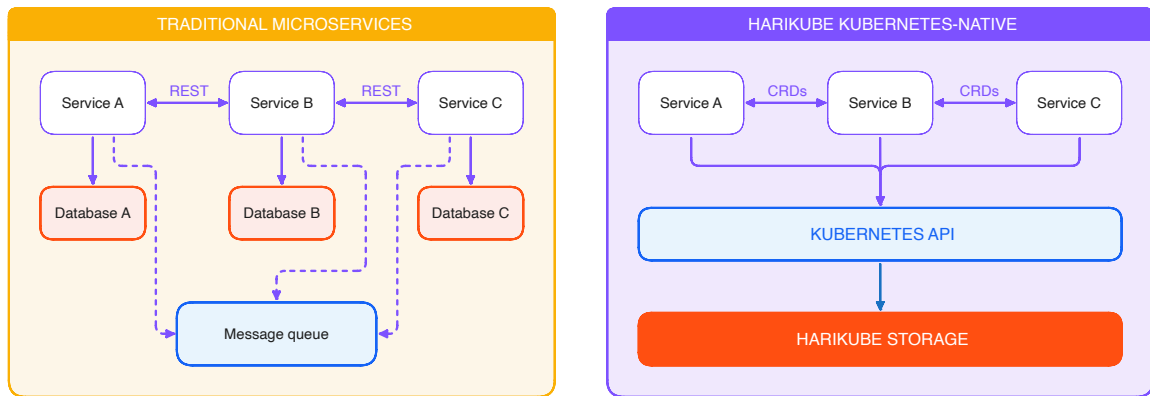 TRADITIONAL MICROSERVICES
Service A
REST
Service B
REST
Service C
Database A
Database B
Database C
Message queue
HARIKUBE KUBERNETES-NATIVE
Service A
CRDs
Service B
CRDs
Service C
KUBERNETES API
HARIKUBE STORAGE